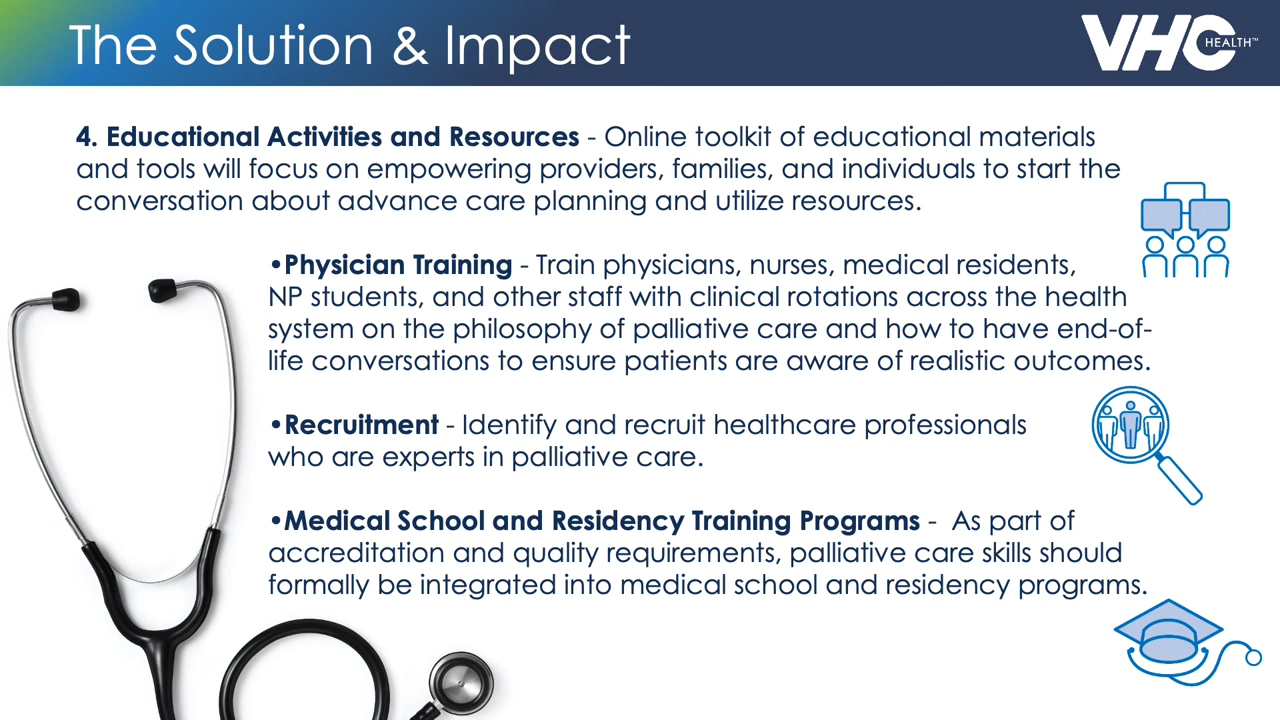 The Solution & Impact
VHC HEALTH™
4. Educational Activities and Resources - Online toolkit of educational materials
and tools will focus on empowering providers, families, and individuals to start the
conversation about advance care planning and utilize resources.
•Physician Training - Train physicians, nurses, medical residents,
NP students, and other staff with clinical rotations across the health
system on the philosophy of palliative care and how to have end-of-
life conversations to ensure patients are aware of realistic outcomes.
•Recruitment - Identify and recruit healthcare professionals
who are experts in palliative care.
•Medical School and Residency Training Programs - As part of
accreditation and quality requirements, palliative care skills should
formally be integrated into medical school and residency programs.